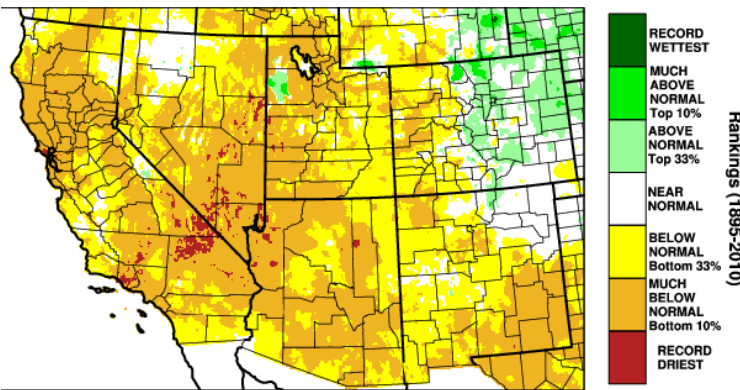 RECORD
WETTEST
MUCH
ABOVE
NORMAL
Top 10%
ABOVE
NORMAL
Top 33%
NEAR
NORMAL
BELOW
NORMAL
Bottom 33%
MUCH
BELOW
NORMAL
Bottom 10%
RECORD
DRIEST
Rankings (1895-2010)